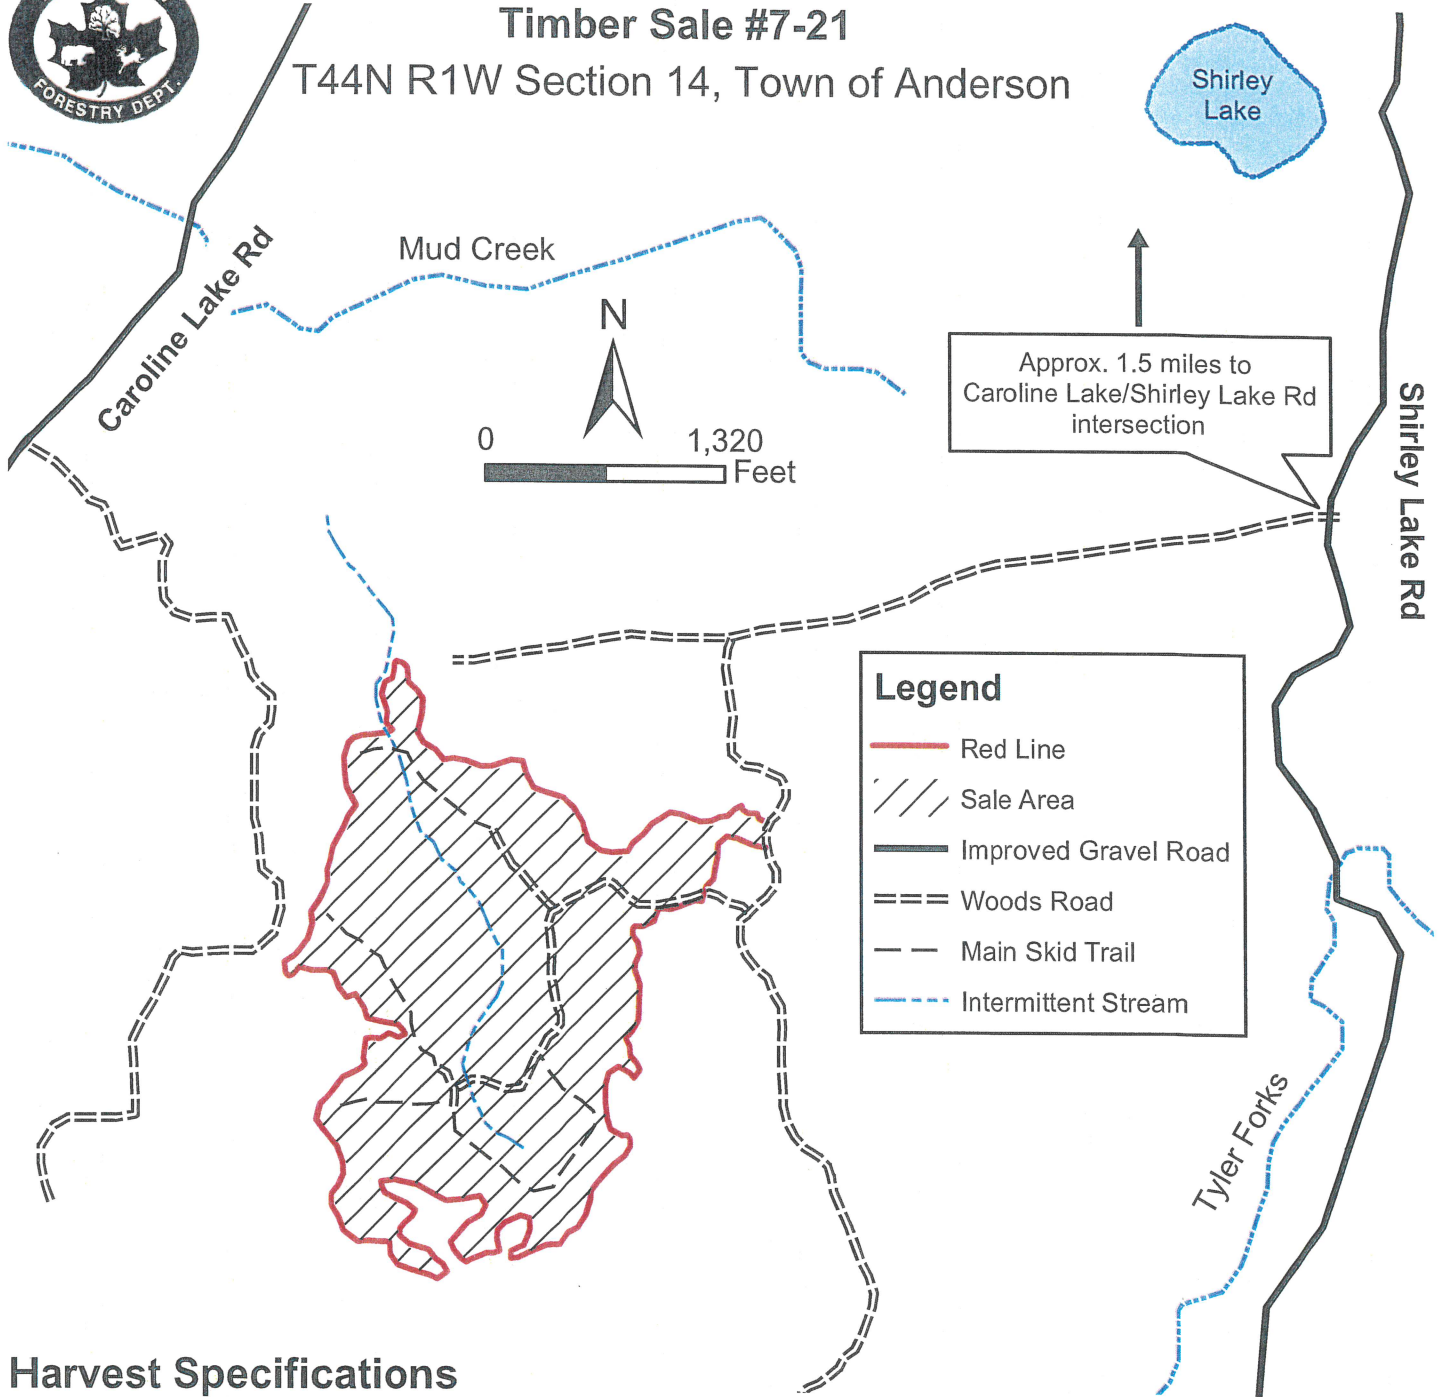 Timber Sale #7-21
T44N R1W Section 14, Town of Anderson
FORESTRY DEPT.
Shirley
Lake
Mud Creek
Caroline Lake Rd
N
0 1,320
Feet
Approx. 1.5 miles to
Caroline Lake/Shirley Lake Rd
intersection
Shirley Lake Rd
Legend
Red Line
Sale Area
Improved Gravel Road
Woods Road
Main Skid Trail
Intermittent Stream
Tyler Forks
Harvest Specifications